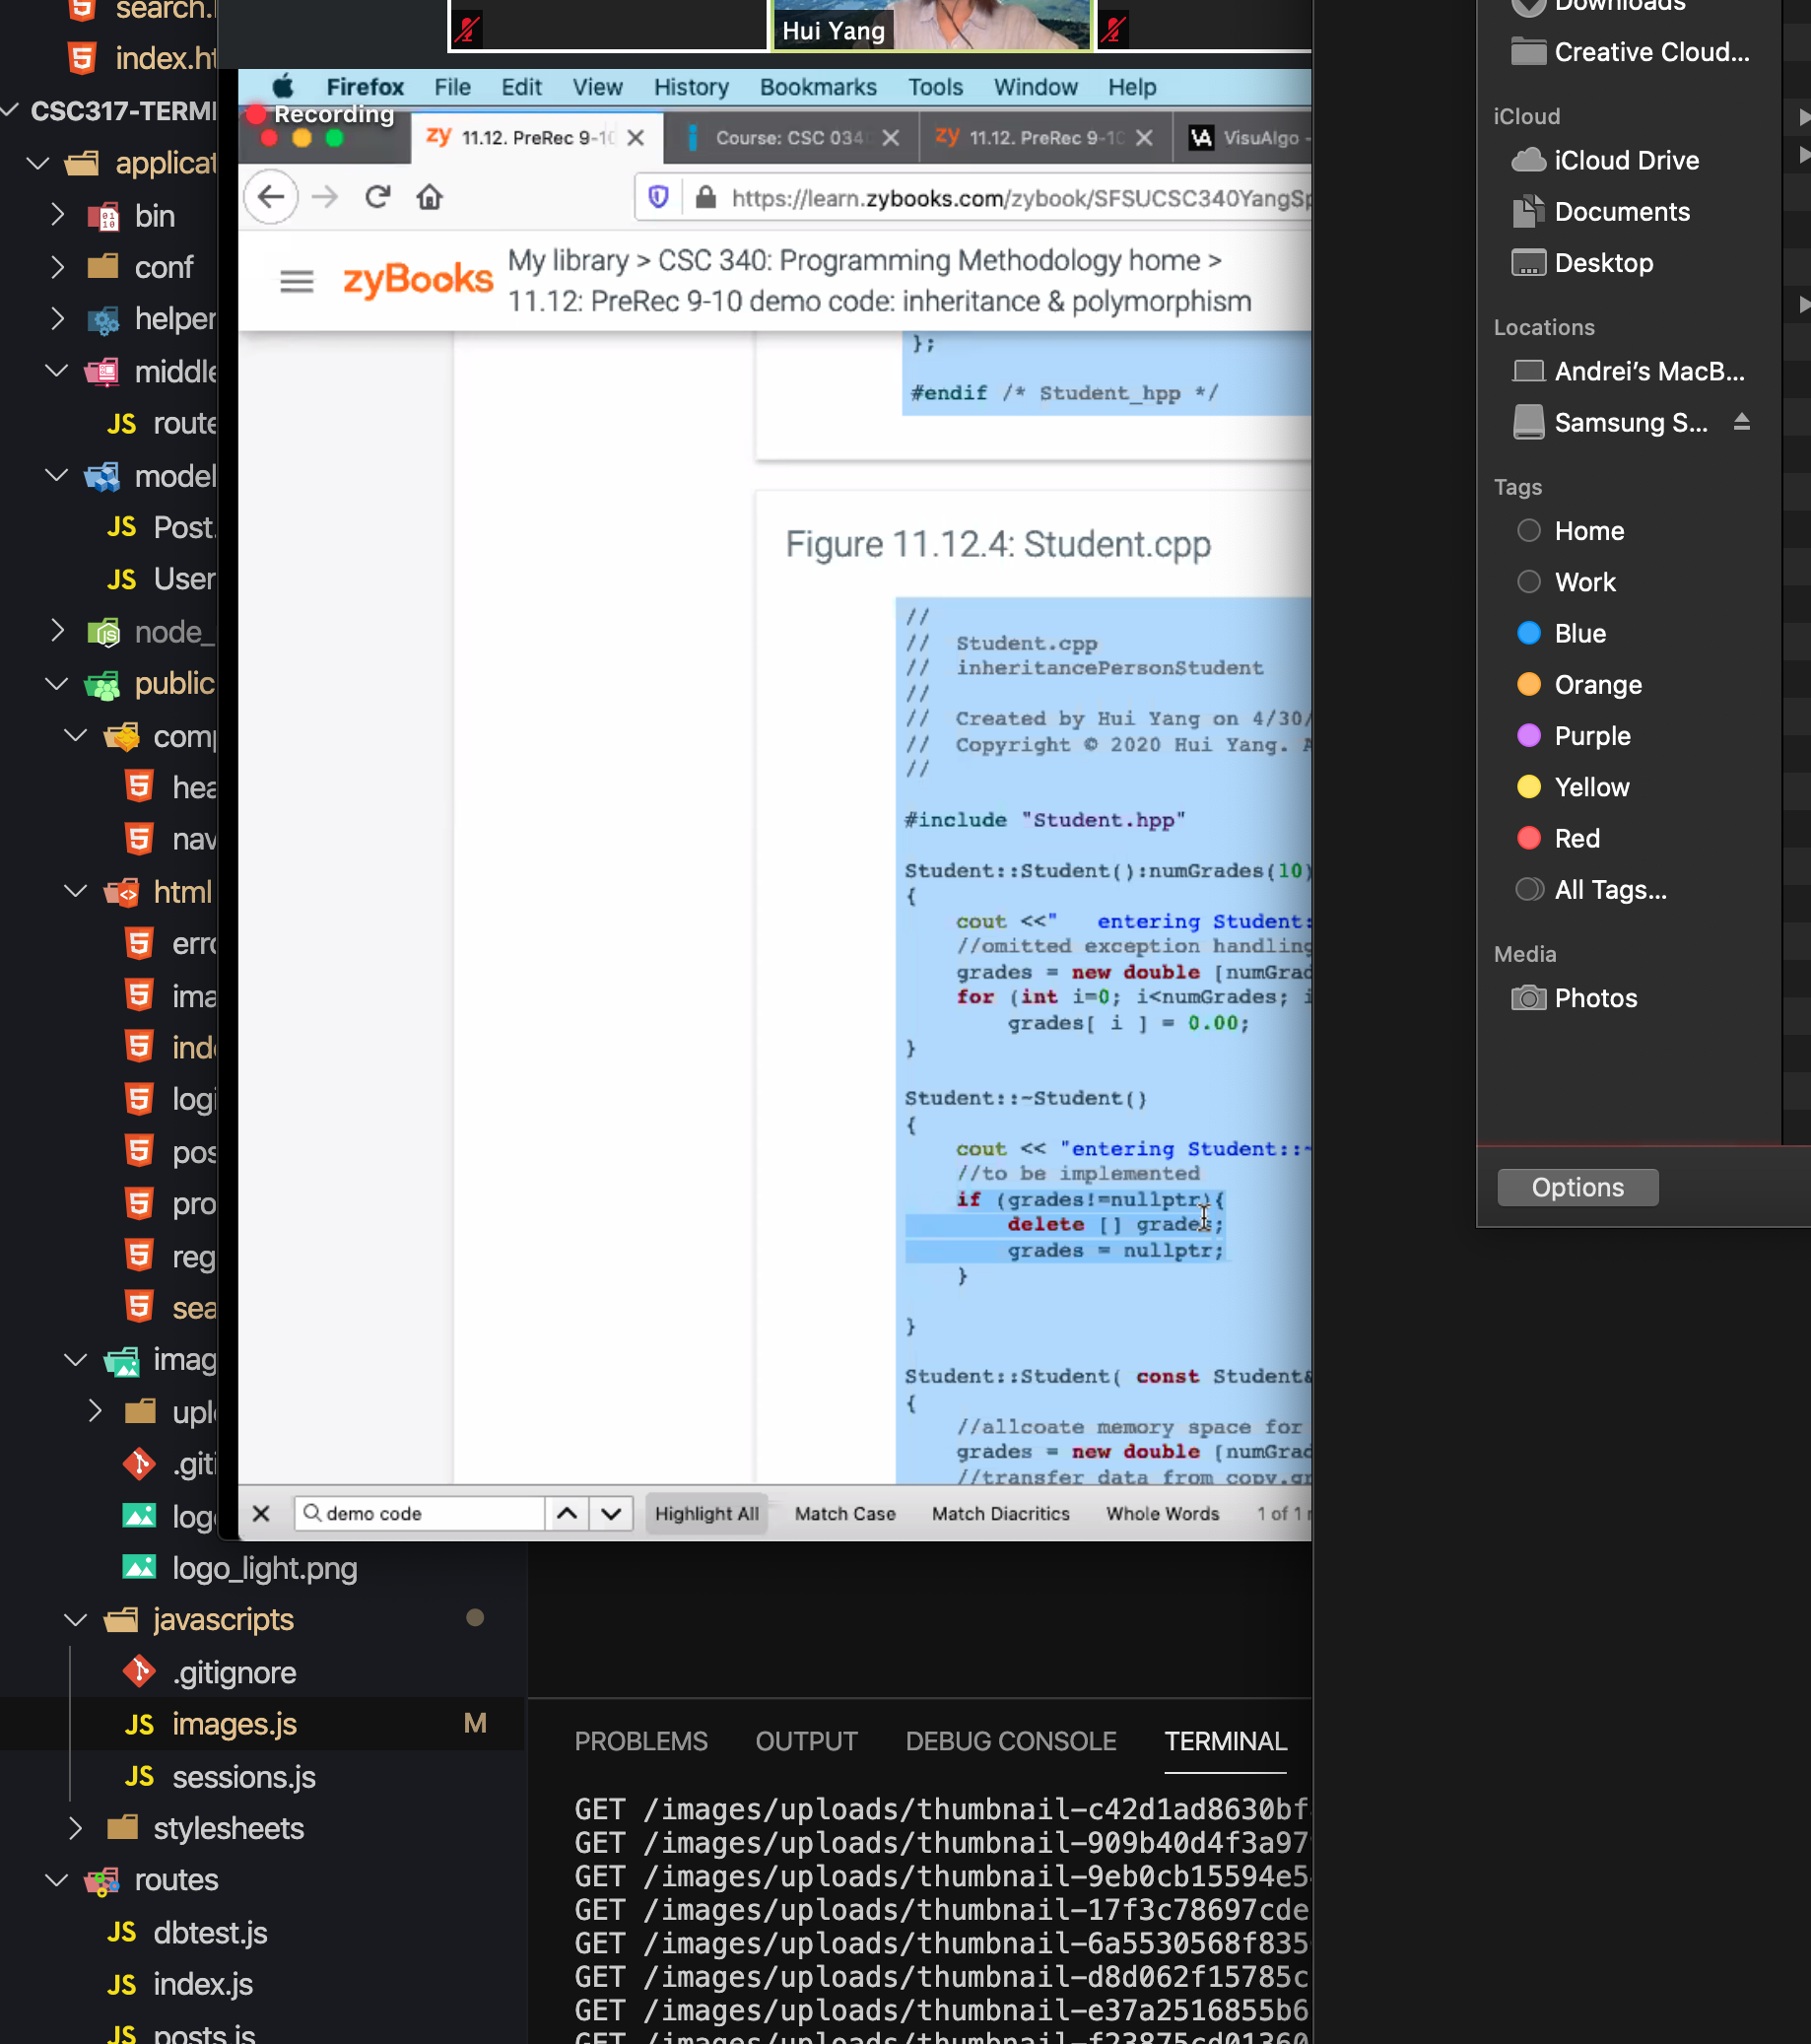 search.
index.ht
CSC317-TERMI
applicat
bin
conf
helper
middle
JS route
model
JS Post.
JS User
node_
public
com
hea
nav
html
erro
ima
inde
logi
pos
pro
reg
sea
imag
uplo
.giti
logo
logo_light.png
javascripts
.gitignore
JS images.js M
JS sessions.js
stylesheets
routes
JS dbtest.js
JS index.js
JS posts.js
Hui Yang
Firefox File Edit View History Bookmarks Tools Window Help
Recording
zy 11.12. PreRec 9-10
Course: CSC 034
zy 11.12. PreRec 9-10
VisuAlgo -
https://learn.zybooks.com/zybook/SFSUCSC340YangSp
zyBooks
My library > CSC 340: Programming Methodology home >
11.12: PreRec 9-10 demo code: inheritance & polymorphism
};
#endif /* Student_hpp */
Figure 11.12.4: Student.cpp
//
// Student.cpp
// inheritancePersonStudent
//
// Created by Hui Yang on 4/30/
// Copyright © 2020 Hui Yang. A
//
#include "Student.hpp"
Student::Student():numGrades(10)
{
cout <<" entering Student:
//omitted exception handling
grades = new double [numGrad
for (int i=0; i<numGrades; i
grades[ i ] = 0.00;
}
Student::~Student()
{
cout << "entering Student::~
//to be implemented
if (grades!=nullptr){
delete [] grades;
grades = nullptr;
}
}
Student::Student( const Student&
{
//allcoate memory space for
grades = new double [numGrad
//transfer data from copy.gr
demo code
Highlight All Match Case Match Diacritics Whole Words 1 of 1
PROBLEMS OUTPUT DEBUG CONSOLE TERMINAL
GET /images/uploads/thumbnail-c42d1ad8630bf
GET /images/uploads/thumbnail-909b40d4f3a97
GET /images/uploads/thumbnail-9eb0cb15594e5
GET /images/uploads/thumbnail-17f3c78697cde
GET /images/uploads/thumbnail-6a5530568f835
GET /images/uploads/thumbnail-d8d062f15785c
GET /images/uploads/thumbnail-e37a2516855b6
GET /images/uploads/thumbnail-f23875cd01360
Downloads
Creative Cloud...
iCloud
iCloud Drive
Documents
Desktop
Locations
Andrei's MacB...
Samsung S...
Tags
Home
Work
Blue
Orange
Purple
Yellow
Red
All Tags...
Media
Photos
Options